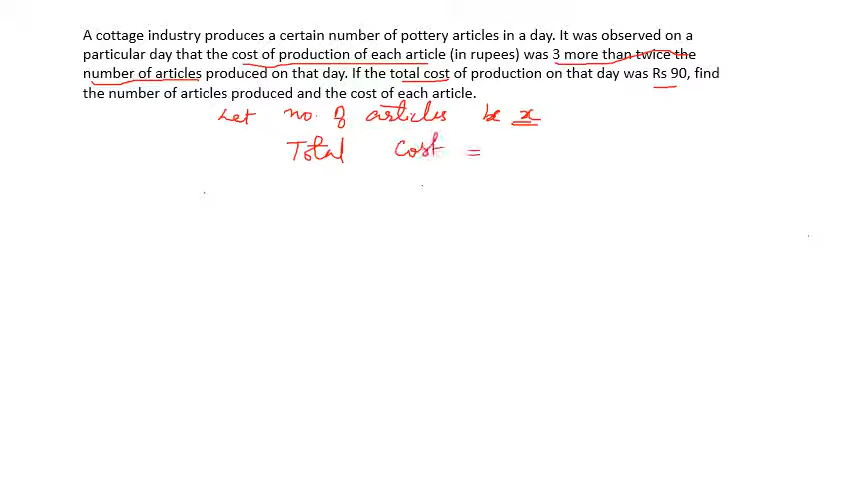 A cottage industry produces a certain number of pottery articles in a day. It was observed on a
particular day that the cost of production of each article (in rupees) was 3 more than twice the
number of articles produced on that day. If the total cost of production on that day was Rs 90, find
the number of articles produced and the cost of each article.
Let no. of articles be x
Total Cost =